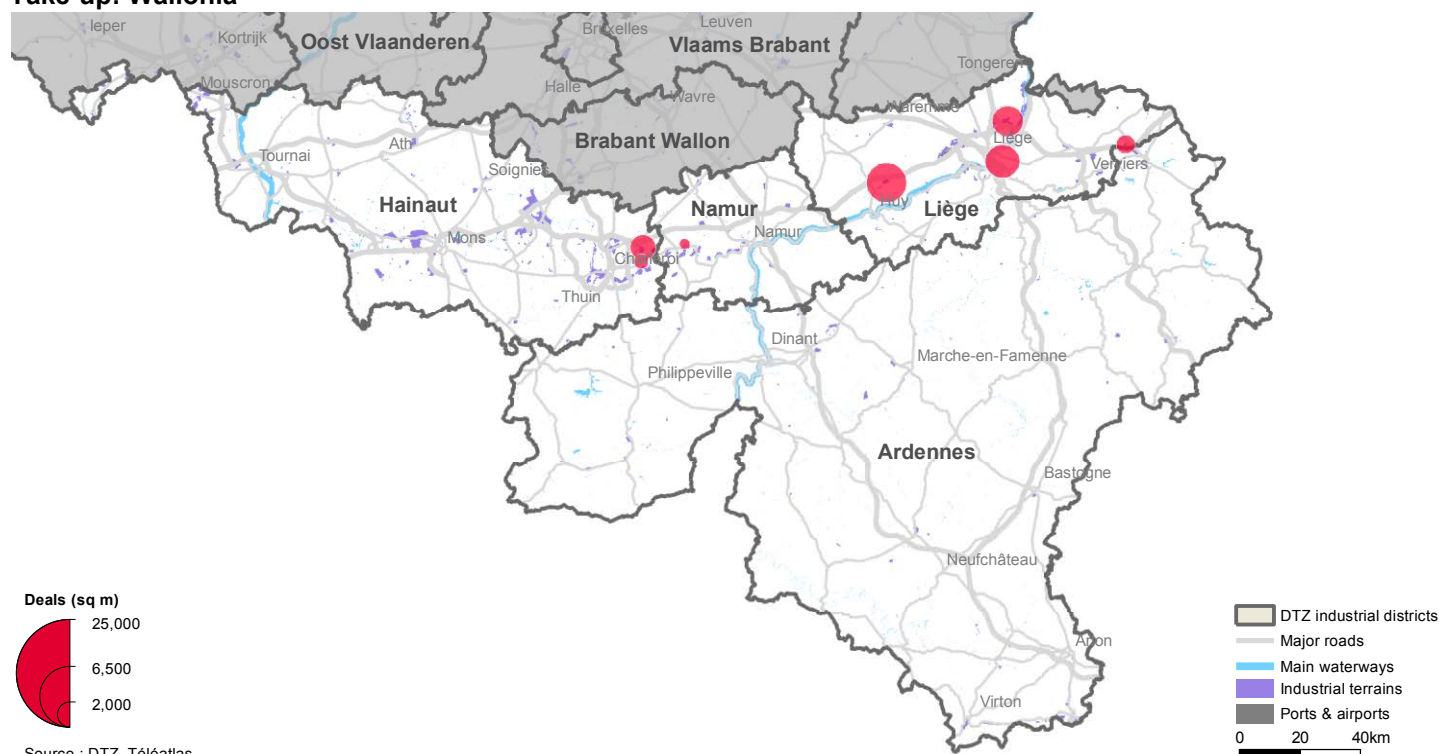 Take-up: Wallonia
Ieper
Kortrijk
Oost Vlaanderen
Bruxelles
Leuven
Vlaams Brabant
Mouscron
Halle
Wavre
Tongeren
Waremme
Brabant Wallon
Ath
Tournai
Soignies
Liège
Verviers
Hainaut
Namur
Huy
Liège
Mons
Namur
Charleroi
Thuin
Dinant
Philippeville
Marche-en-Famenne
Ardennes
Bastogne
Neufchâteau
Arlon
Virton
Deals (sq m)
25,000
6,500
2,000
Source : DTZ, Téléatlas
DTZ industrial districts
Major roads
Main waterways
Industrial terrains
Ports & airports
0 20 40km